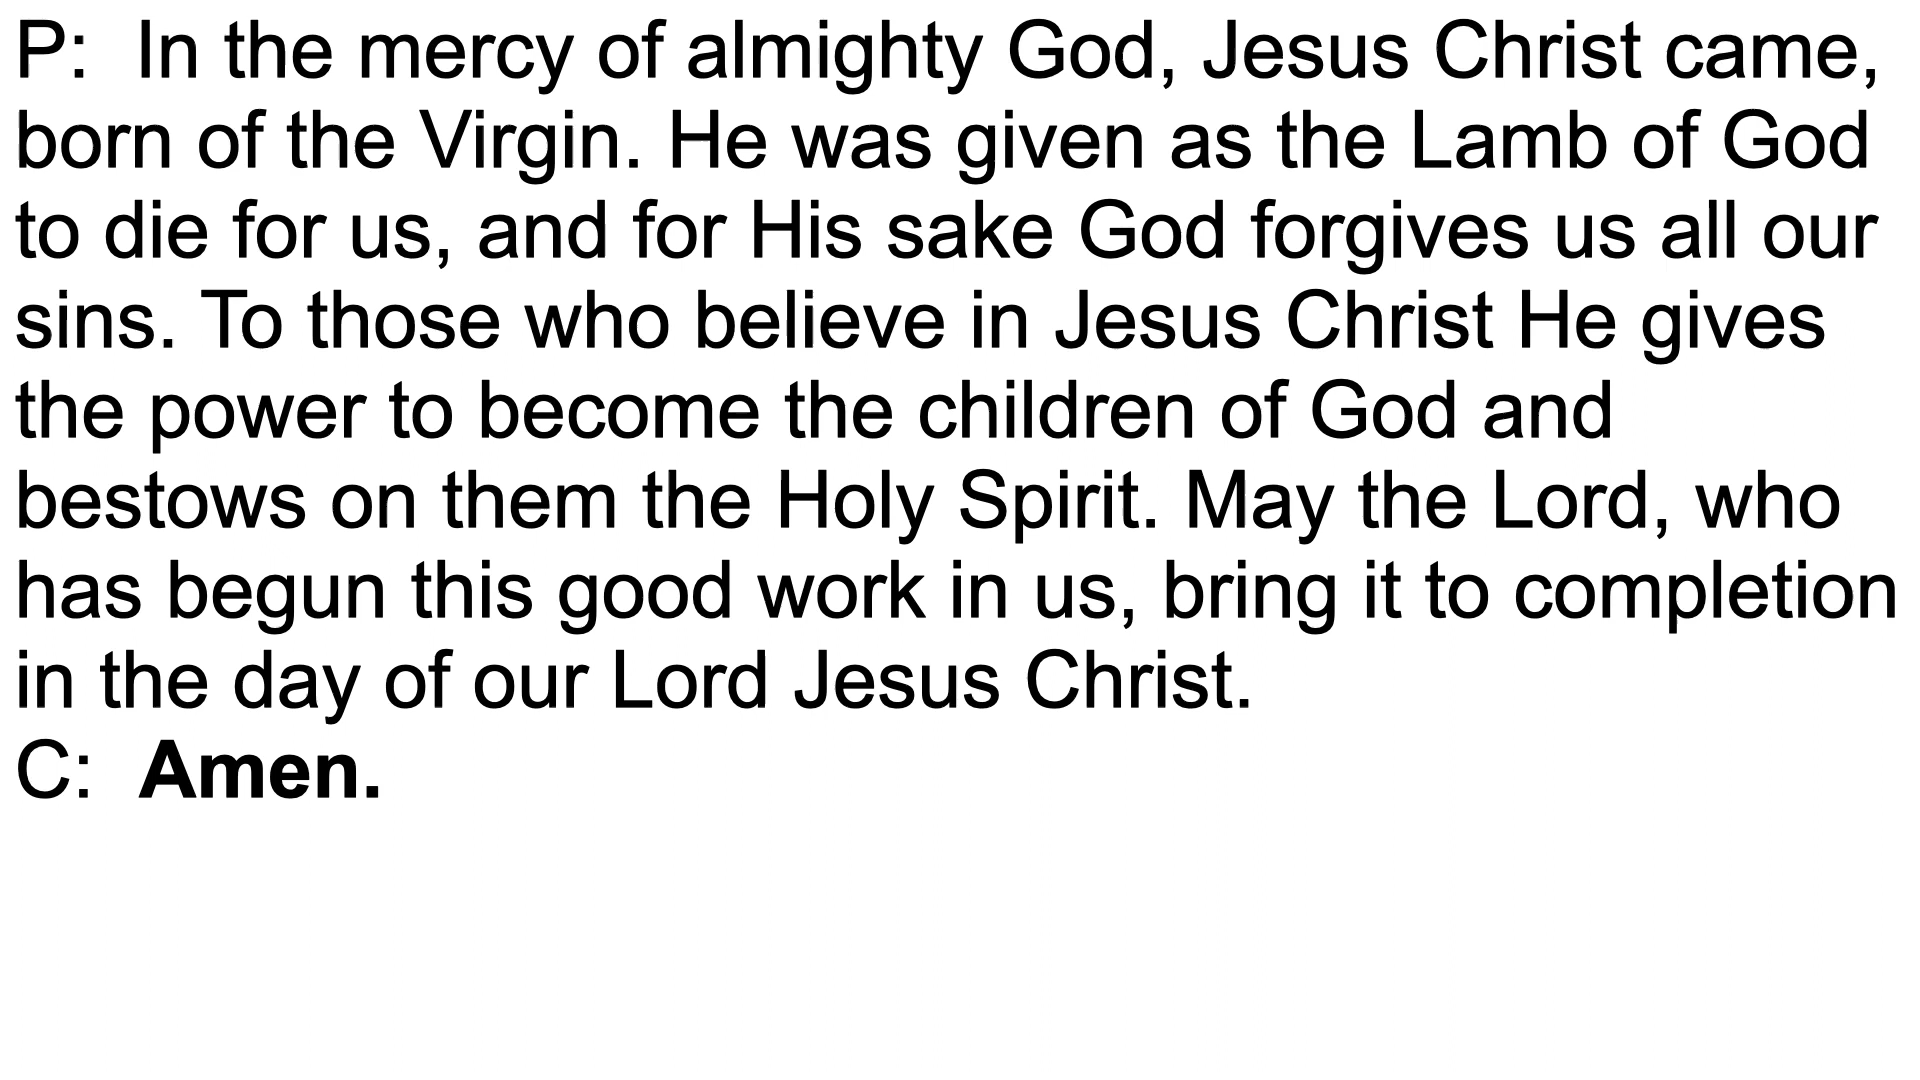 P:  In the mercy of almighty God, Jesus Christ came,
born of the Virgin. He was given as the Lamb of God
to die for us, and for His sake God forgives us all our
sins. To those who believe in Jesus Christ He gives
the power to become the children of God and
bestows on them the Holy Spirit. May the Lord, who
has begun this good work in us, bring it to completion
in the day of our Lord Jesus Christ.
C:  Amen.